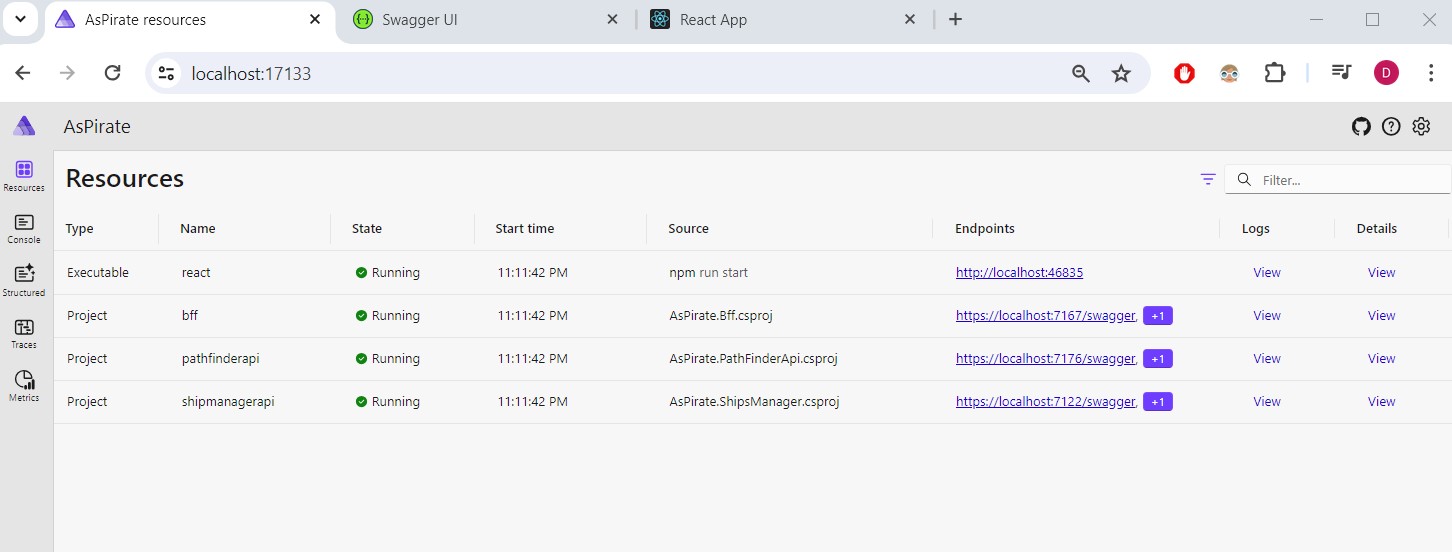 AsPirate resources
Swagger UI
React App
localhost:17133
D
AsPirate
Resources
Console
Structured
Traces
Metrics
Resources
Filter...
Type Name State Start time Source Endpoints Logs Details
Executable react Running 11:11:42 PM npm run start http://localhost:46835 View View
Project bff Running 11:11:42 PM AsPirate.Bff.csproj https://localhost:7167/swagger, +1 View View
Project pathfinderapi Running 11:11:42 PM AsPirate.PathFinderApi.csproj https://localhost:7176/swagger, +1 View View
Project shipmanagerapi Running 11:11:42 PM AsPirate.ShipsManager.csproj https://localhost:7122/swagger, +1 View View